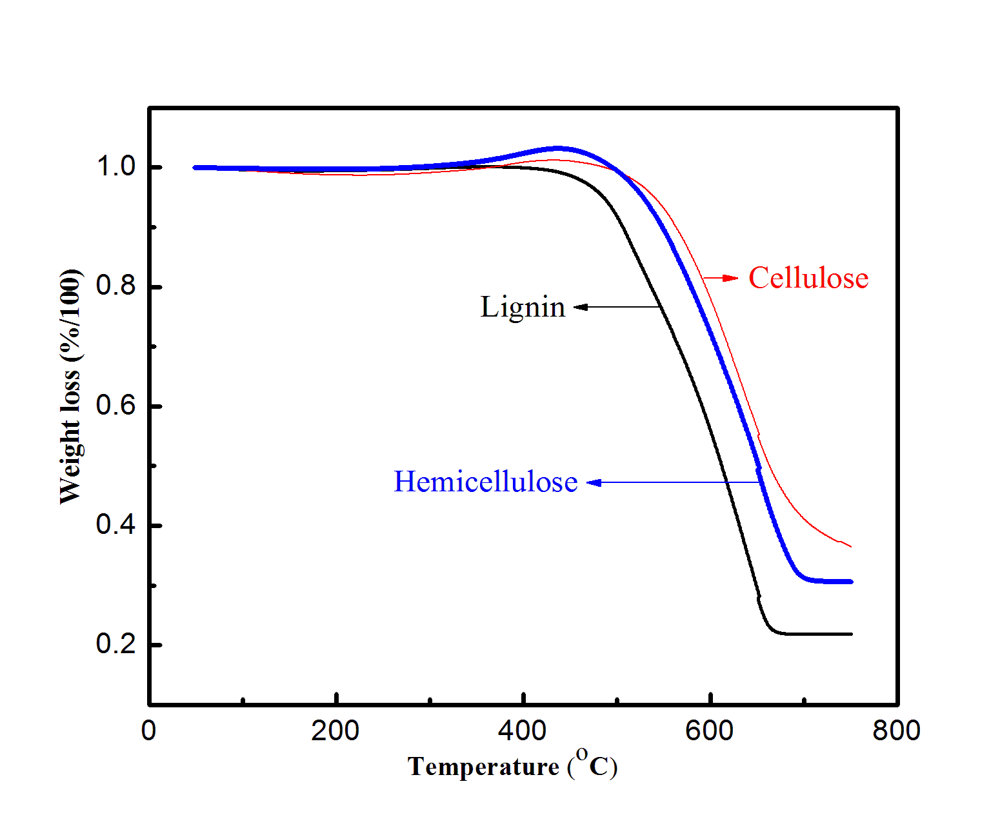 1.0
0.8
0.6
0.4
0.2
Weight loss (%/100)
Cellulose
Lignin
Hemicellulose
0 200 400 600 800
Temperature (°C)